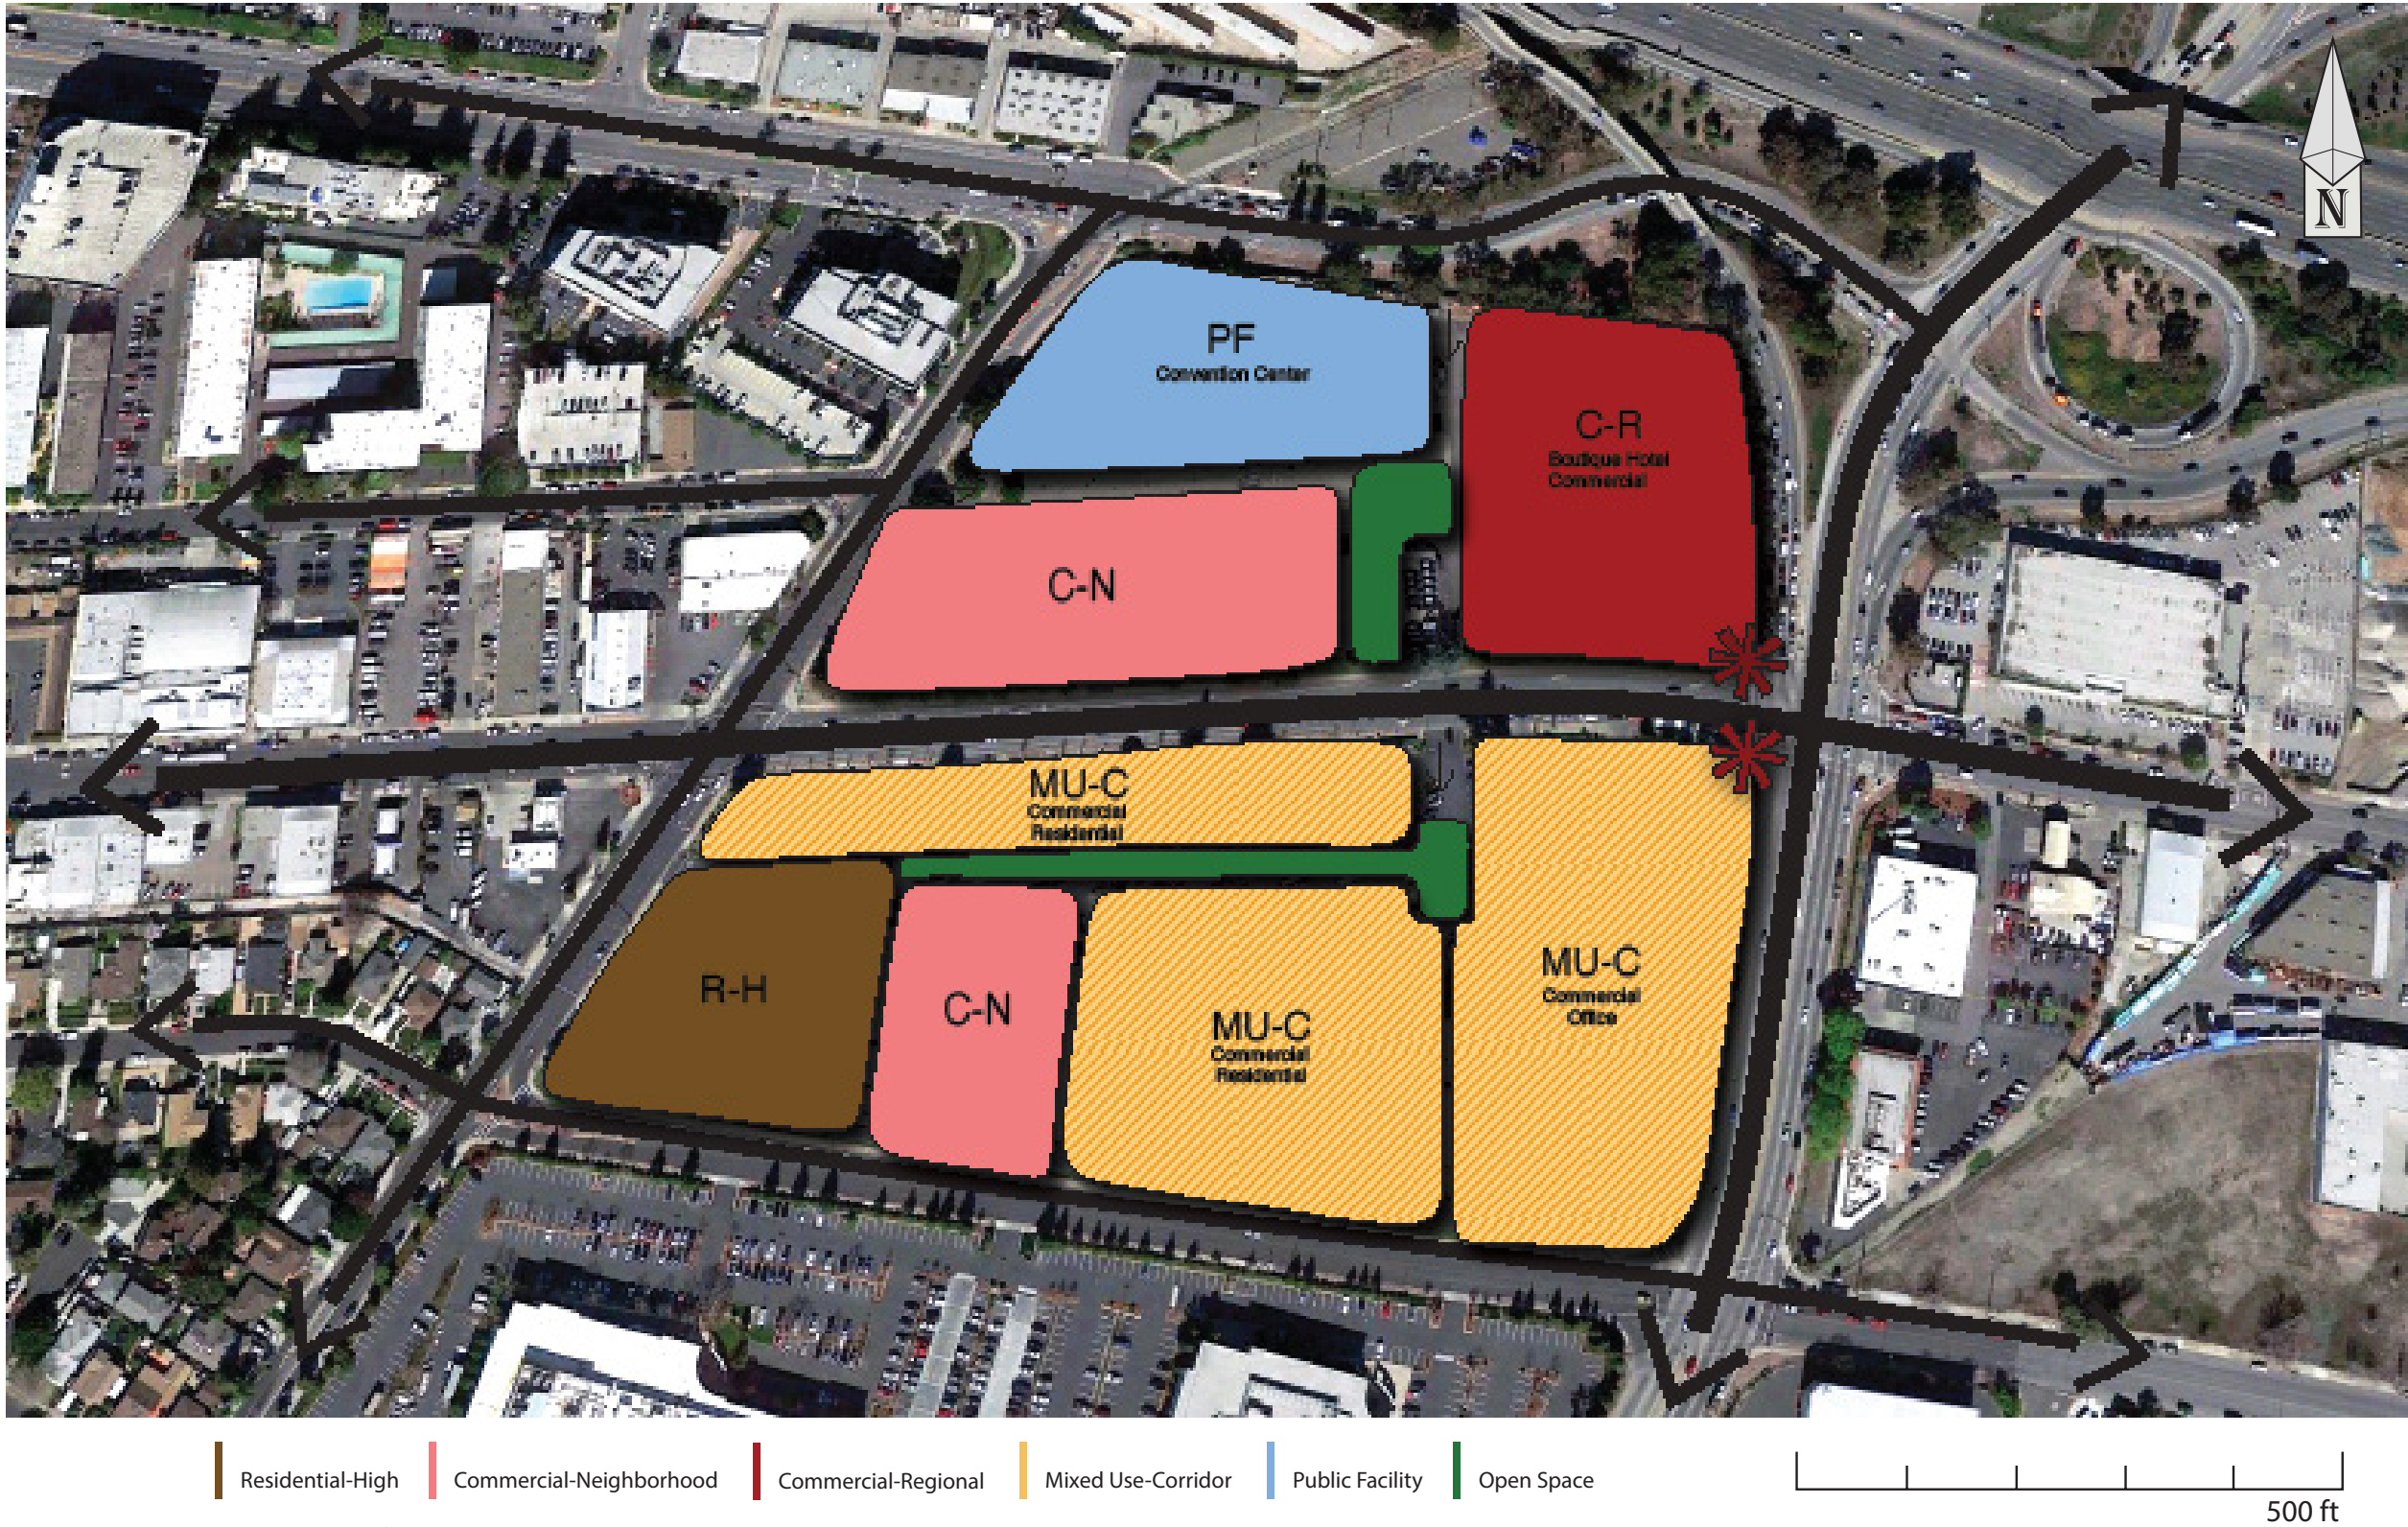 N
PF
Convention Center
C-R
Boutique Hotel
Commercial
C-N
MU-C
Commercial
Residential
R-H
C-N
MU-C
Commercial
Residential
MU-C
Commercial
Office
Residential-High
Commercial-Neighborhood
Commercial-Regional
Mixed Use-Corridor
Public Facility
Open Space
500 ft